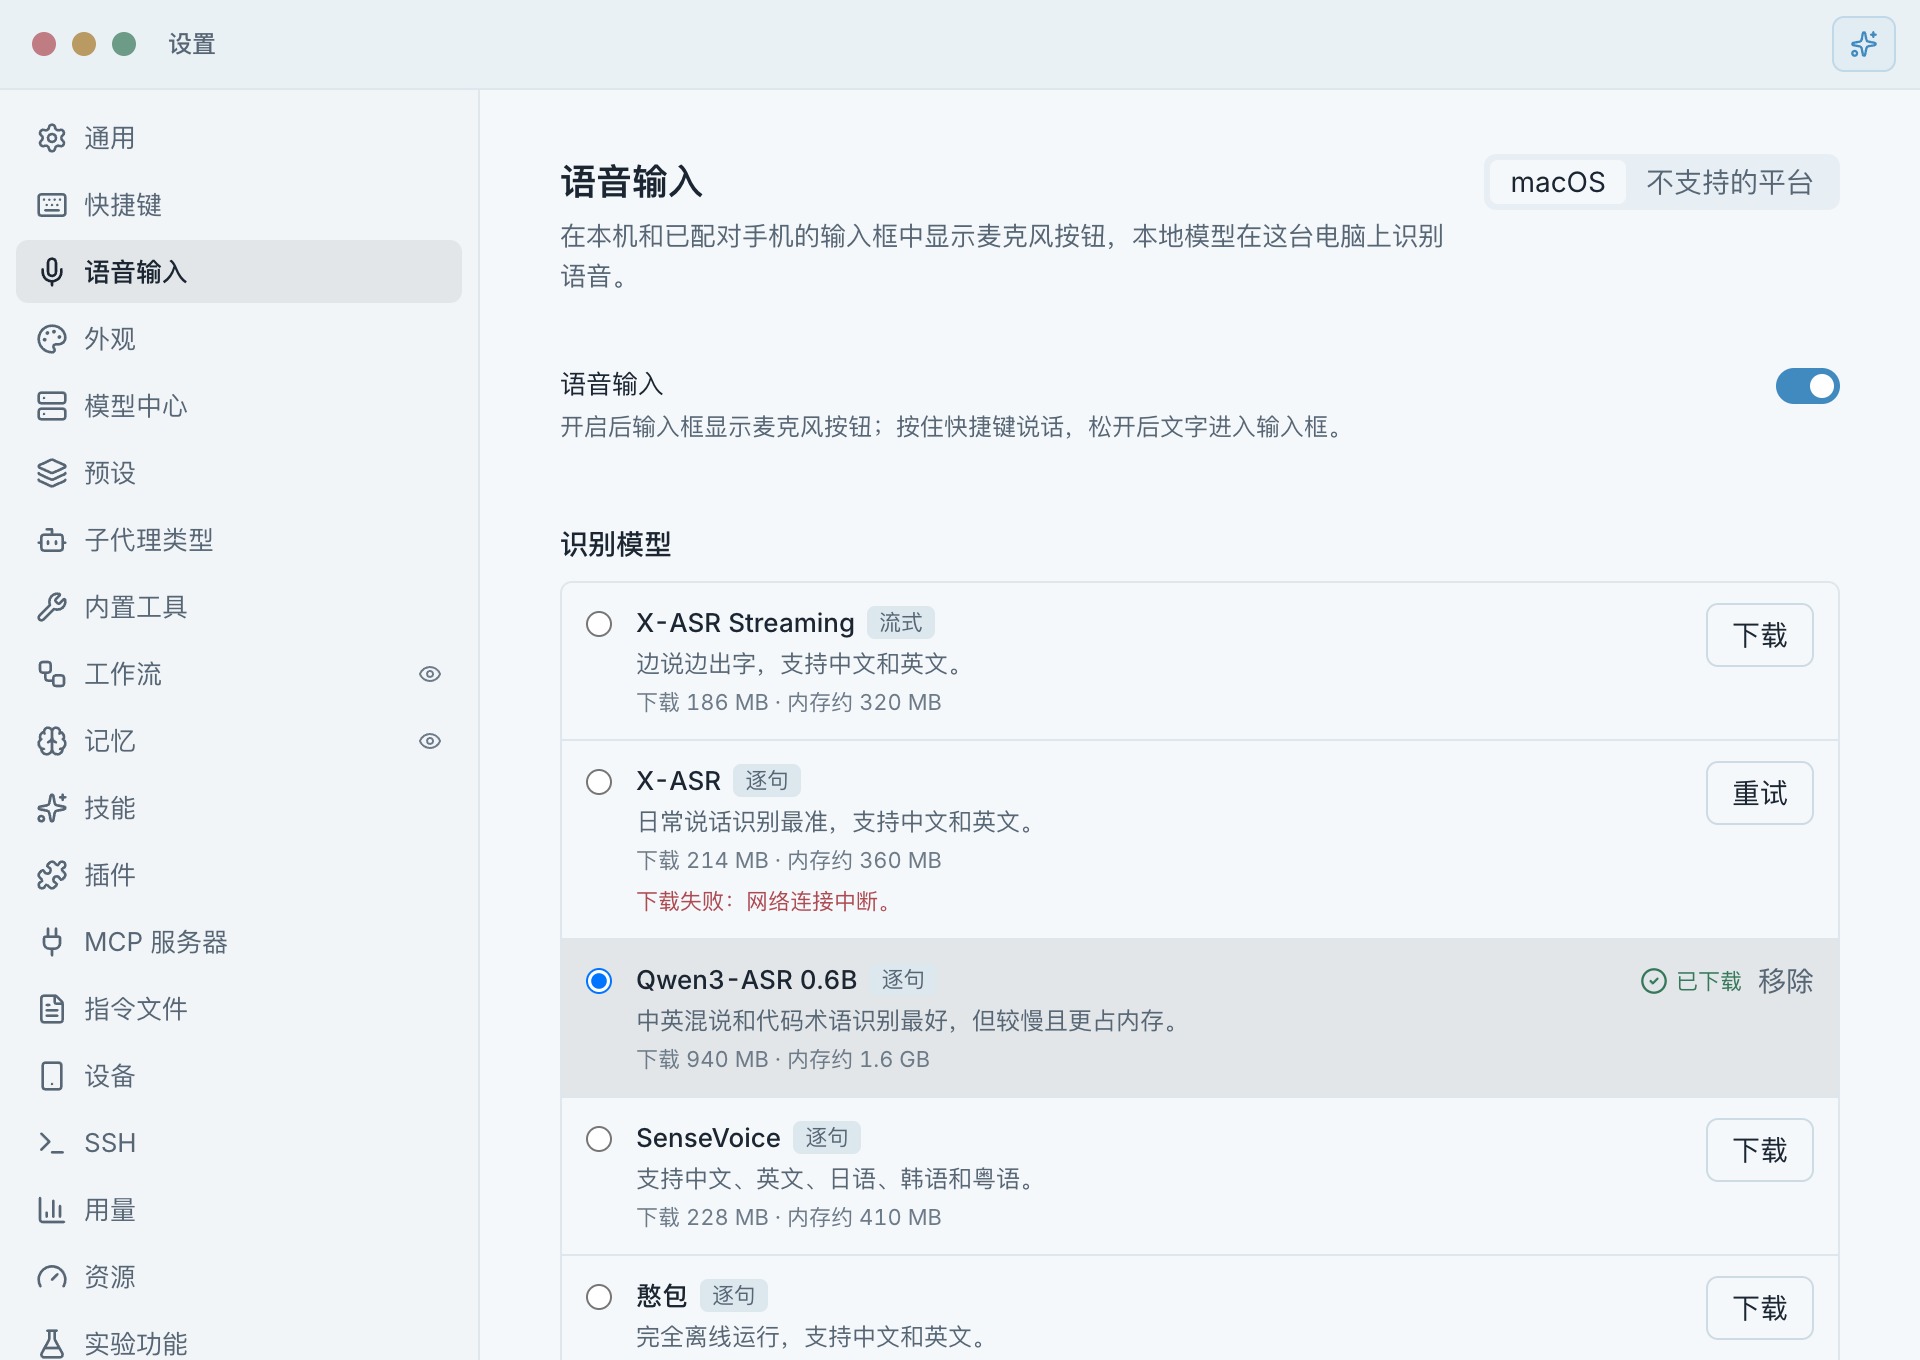 设置
通用
快捷键
语音输入
外观
模型中心
预设
子代理类型
内置工具
工作流
记忆
技能
插件
MCP 服务器
指令文件
设备
SSH
用量
资源
实验功能
语音输入
macOS 不支持的平台
在本机和已配对手机的输入框中显示麦克风按钮，本地模型在这台电脑上识别
语音。
语音输入
开启后输入框显示麦克风按钮；按住快捷键说话，松开后文字进入输入框。
识别模型
X-ASR Streaming 流式
下载
边说边出字，支持中文和英文。
下载 186 MB · 内存约 320 MB
X-ASR 逐句
重试
日常说话识别最准，支持中文和英文。
下载 214 MB · 内存约 360 MB
下载失败：网络连接中断。
Qwen3-ASR 0.6B 逐句
已下载 移除
中英混说和代码术语识别最好，但较慢且更占内存。
下载 940 MB · 内存约 1.6 GB
SenseVoice 逐句
下载
支持中文、英文、日语、韩语和粤语。
下载 228 MB · 内存约 410 MB
憨包 逐句
下载
完全离线运行，支持中文和英文。